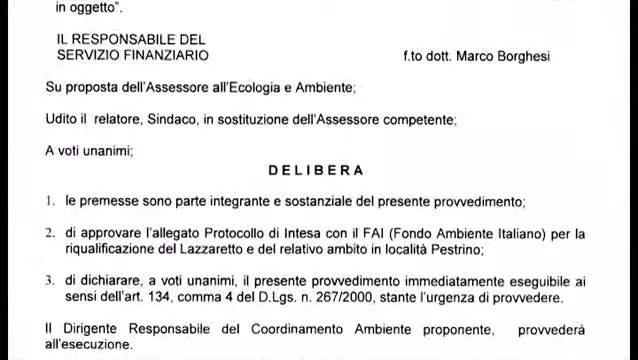 in oggetto".
IL RESPONSABILE DEL
SERVIZIO FINANZIARIO f.to dott. Marco Borghesi
Su proposta dell'Assessore all'Ecologia e Ambiente;
Udito il relatore, Sindaco, in sostituzione dell'Assessore competente;
A voti unanimi;
DELIBERA
1. le premesse sono parte integrante e sostanziale del presente provvedimento;
2. di approvare l'allegato Protocollo di Intesa con il FAI (Fondo Ambiente Italiano) per la
riqualificazione del Lazzaretto e del relativo ambito in località Pestrino;
3. di dichiarare, a voti unanimi, il presente provvedimento immediatamente eseguibile ai
sensi dell'art. 134, comma 4 del D.Lgs. n. 267/2000, stante l'urgenza di provvedere.
Il Dirigente Responsabile del Coordinamento Ambiente proponente, provvederà
all'esecuzione.